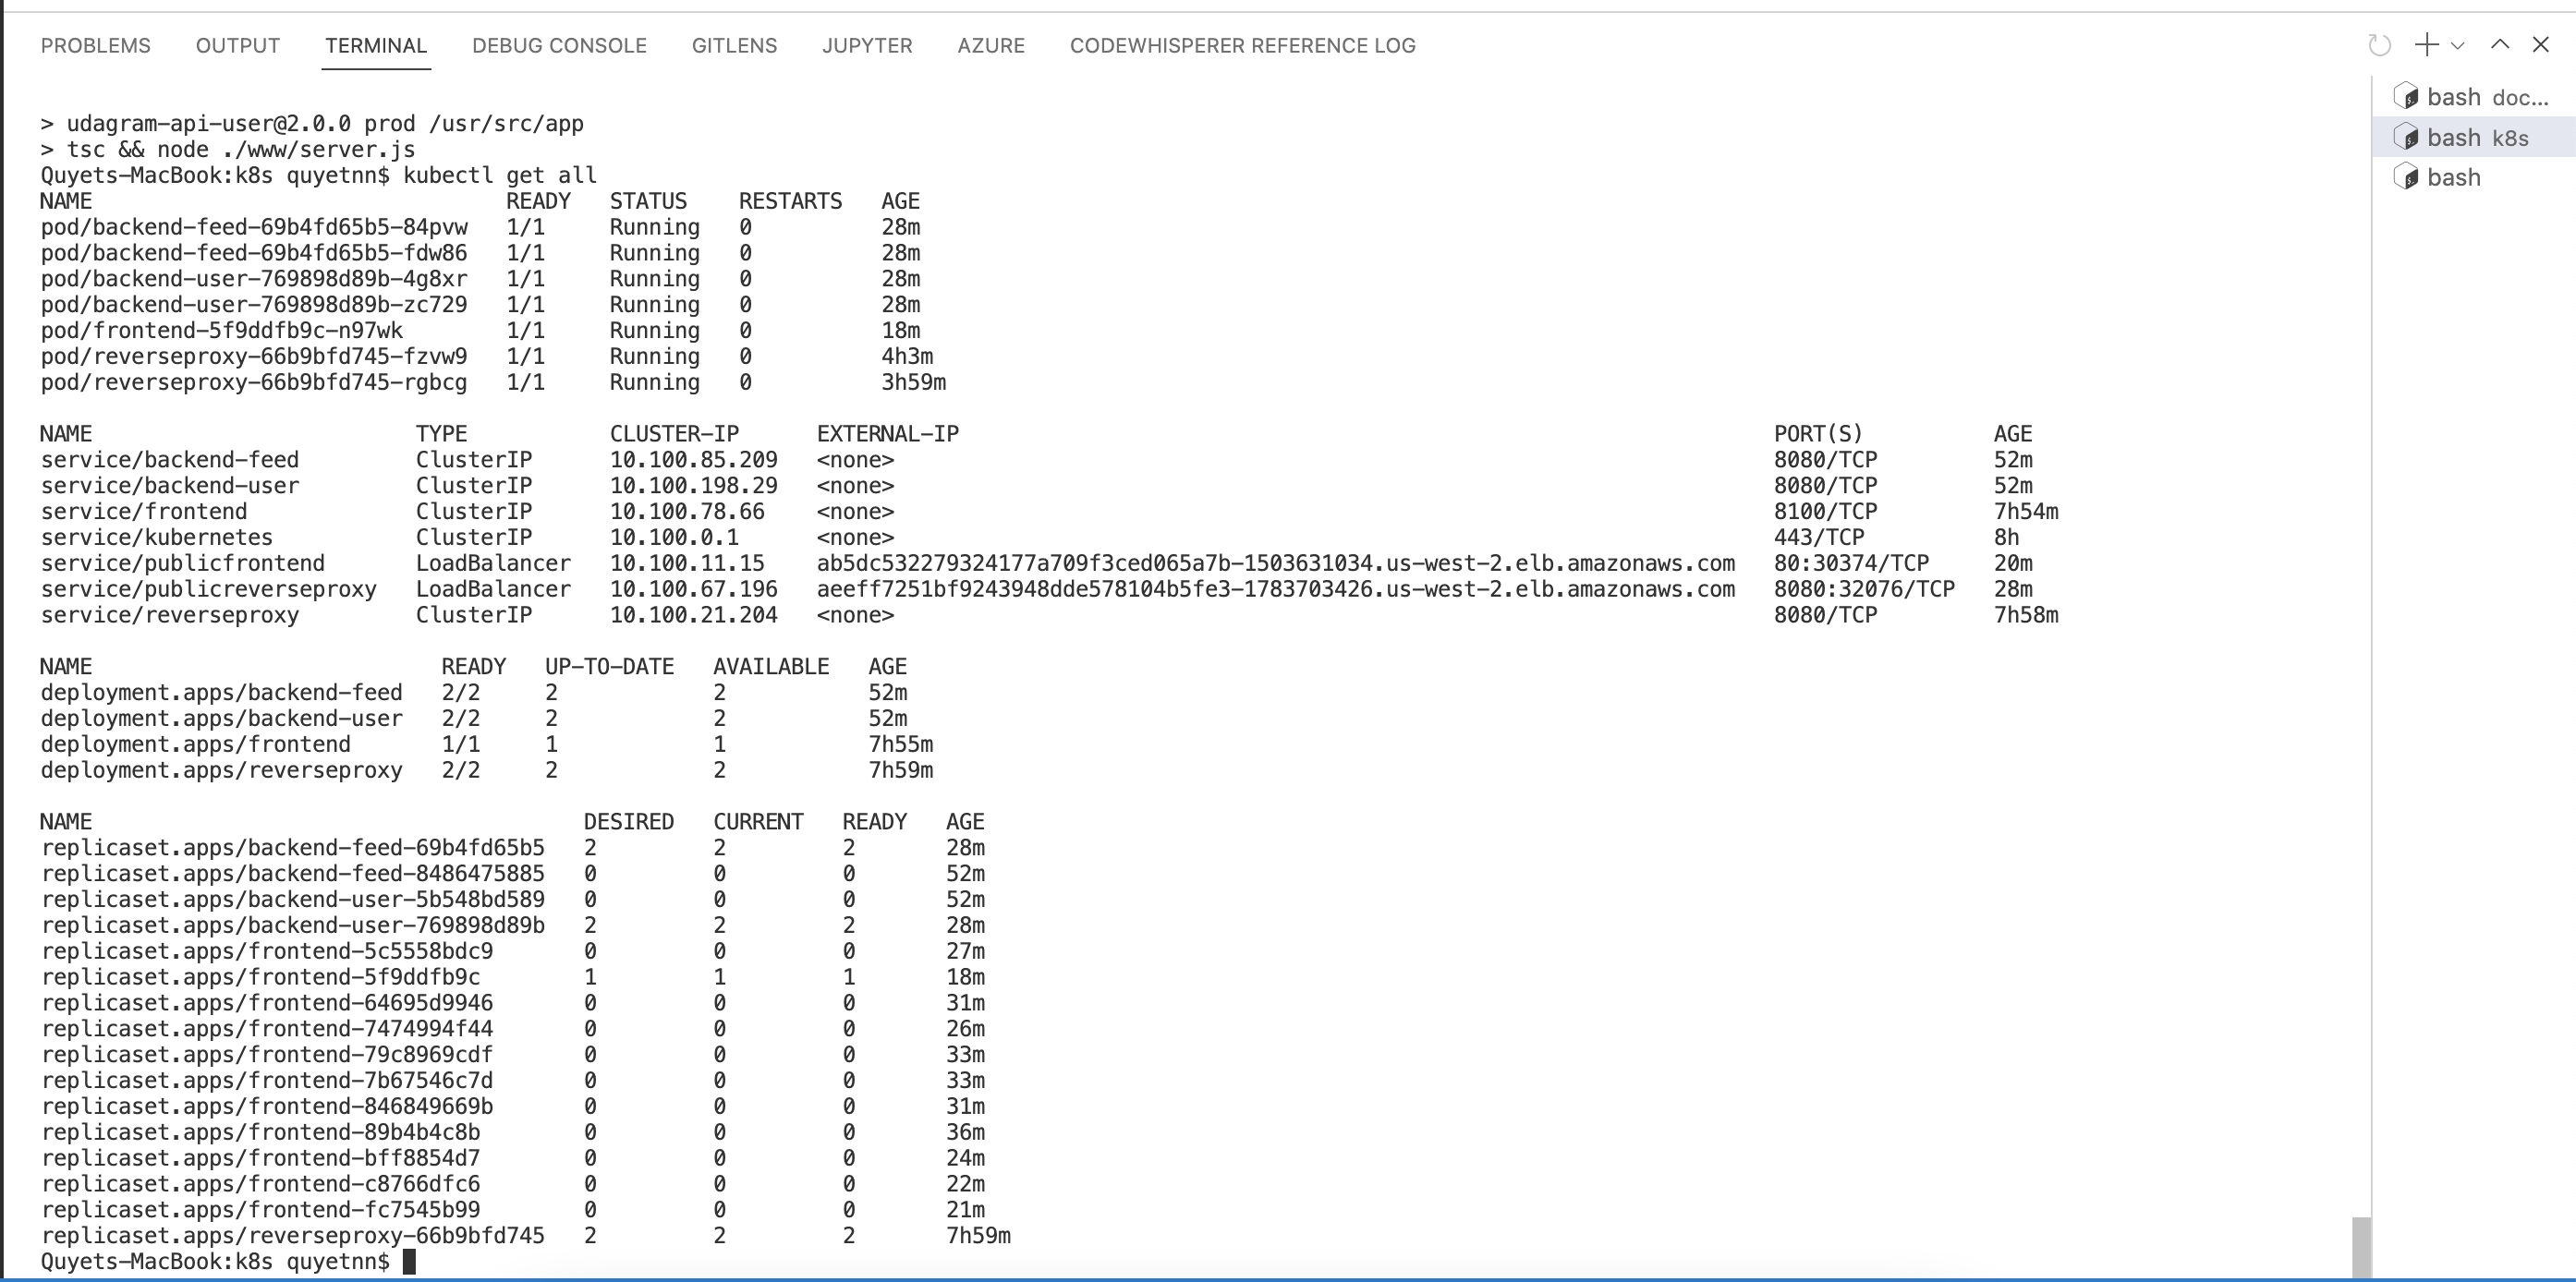 PROBLEMS OUTPUT TERMINAL DEBUG CONSOLE GITLENS JUPYTER AZURE CODEWHISPERER REFERENCE LOG
> udagram-api-user@2.0.0 prod /usr/src/app
> tsc && node ./www/server.js
Quyets-MacBook:k8s quyetnn$ kubectl get all
NAME READY STATUS RESTARTS AGE
pod/backend-feed-69b4fd65b5-84pvw 1/1 Running 0 28m
pod/backend-feed-69b4fd65b5-fdw86 1/1 Running 0 28m
pod/backend-user-769898d89b-4g8xr 1/1 Running 0 28m
pod/backend-user-769898d89b-zc729 1/1 Running 0 28m
pod/frontend-5f9ddfb9c-n97wk 1/1 Running 0 18m
pod/reverseproxy-66b9bfd745-fzvw9 1/1 Running 0 4h3m
pod/reverseproxy-66b9bfd745-rgbcg 1/1 Running 0 3h59m
NAME TYPE CLUSTER-IP EXTERNAL-IP PORT(S) AGE
service/backend-feed ClusterIP 10.100.85.209 <none> 8080/TCP 52m
service/backend-user ClusterIP 10.100.198.29 <none> 8080/TCP 52m
service/frontend ClusterIP 10.100.78.66 <none> 8100/TCP 7h54m
service/kubernetes ClusterIP 10.100.0.1 <none> 443/TCP 8h
service/publicfrontend LoadBalancer 10.100.11.15 ab5dc532279324177a709f3ced065a7b-1503631034.us-west-2.elb.amazonaws.com 80:30374/TCP 20m
service/publicreverseproxy LoadBalancer 10.100.67.196 aeeff7251bf9243948dde578104b5fe3-1783703426.us-west-2.elb.amazonaws.com 8080:32076/TCP 28m
service/reverseproxy ClusterIP 10.100.21.204 <none> 8080/TCP 7h58m
NAME READY UP-TO-DATE AVAILABLE AGE
deployment.apps/backend-feed 2/2 2 2 52m
deployment.apps/backend-user 2/2 2 2 52m
deployment.apps/frontend 1/1 1 1 7h55m
deployment.apps/reverseproxy 2/2 2 2 7h59m
NAME DESIRED CURRENT READY AGE
replicaset.apps/backend-feed-69b4fd65b5 2 2 2 28m
replicaset.apps/backend-feed-8486475885 0 0 0 52m
replicaset.apps/backend-user-5b548bd589 0 0 0 52m
replicaset.apps/backend-user-769898d89b 2 2 2 28m
replicaset.apps/frontend-5c5558bdc9 0 0 0 27m
replicaset.apps/frontend-5f9ddfb9c 1 1 1 18m
replicaset.apps/frontend-64695d9946 0 0 0 31m
replicaset.apps/frontend-7474994f44 0 0 0 26m
replicaset.apps/frontend-79c8969cdf 0 0 0 33m
replicaset.apps/frontend-7b67546c7d 0 0 0 33m
replicaset.apps/frontend-846849669b 0 0 0 31m
replicaset.apps/frontend-89b4b4c8b 0 0 0 36m
replicaset.apps/frontend-bff8854d7 0 0 0 24m
replicaset.apps/frontend-c8766dfc6 0 0 0 22m
replicaset.apps/frontend-fc7545b99 0 0 0 21m
replicaset.apps/reverseproxy-66b9bfd745 2 2 2 7h59m
Quyets-MacBook:k8s quyetnn$
bash doc...
bash k8s
bash